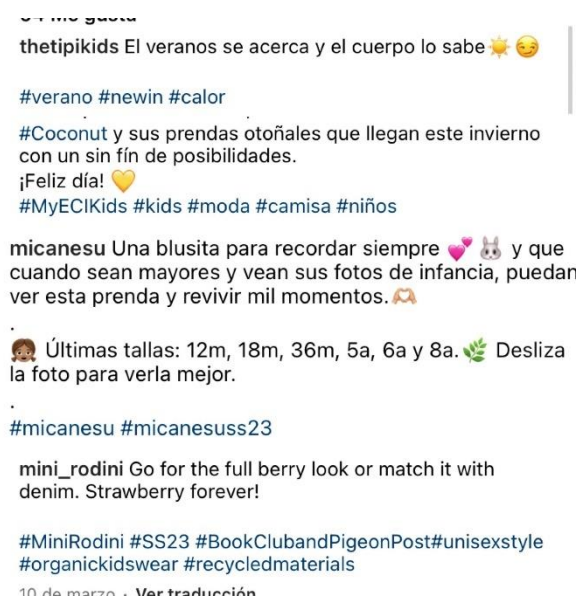 thetipikids El veranos se acerca y el cuerpo lo sabe☀️😏
#verano #newin #calor
#Coconut y sus prendas otoñales que llegan este invierno
con un sin fín de posibilidades.
¡Feliz día! 💛
#MyECIKids #kids #moda #camisa #niños
micanesu Una blusita para recordar siempre 💕 🐰 y que
cuando sean mayores y vean sus fotos de infancia, puedan
ver esta prenda y revivir mil momentos.🫶🏽
.
👧🏽 Últimas tallas: 12m, 18m, 36m, 5a, 6a y 8a.🌿 Desliza
la foto para verla mejor.
.
#micanesu #micanesuss23
mini_rodini Go for the full berry look or match it with
denim. Strawberry forever!
#MiniRodini #SS23 #BookClubandPigeonPost#unisexstyle
#organickidswear #recycledmaterials
10 de marzo · Ver traducción